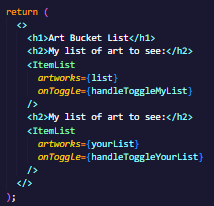 return (
<>
<h1>Art Bucket List</h1>
<h2>My list of art to see:</h2>
<ItemList
artworks={list}
onToggle={handleToggleMyList}
/>
<h2>My list of art to see:</h2>
<ItemList
artworks={yourList}
onToggle={handleToggleYourList}
/>
</>
);